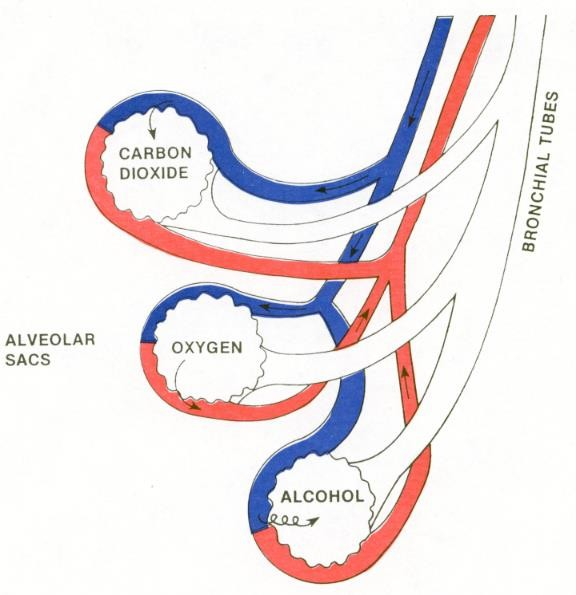 BRONCHIAL TUBES
CARBON
DIOXIDE
ALVEOLAR
SACS
OXYGEN
ALCOHOL